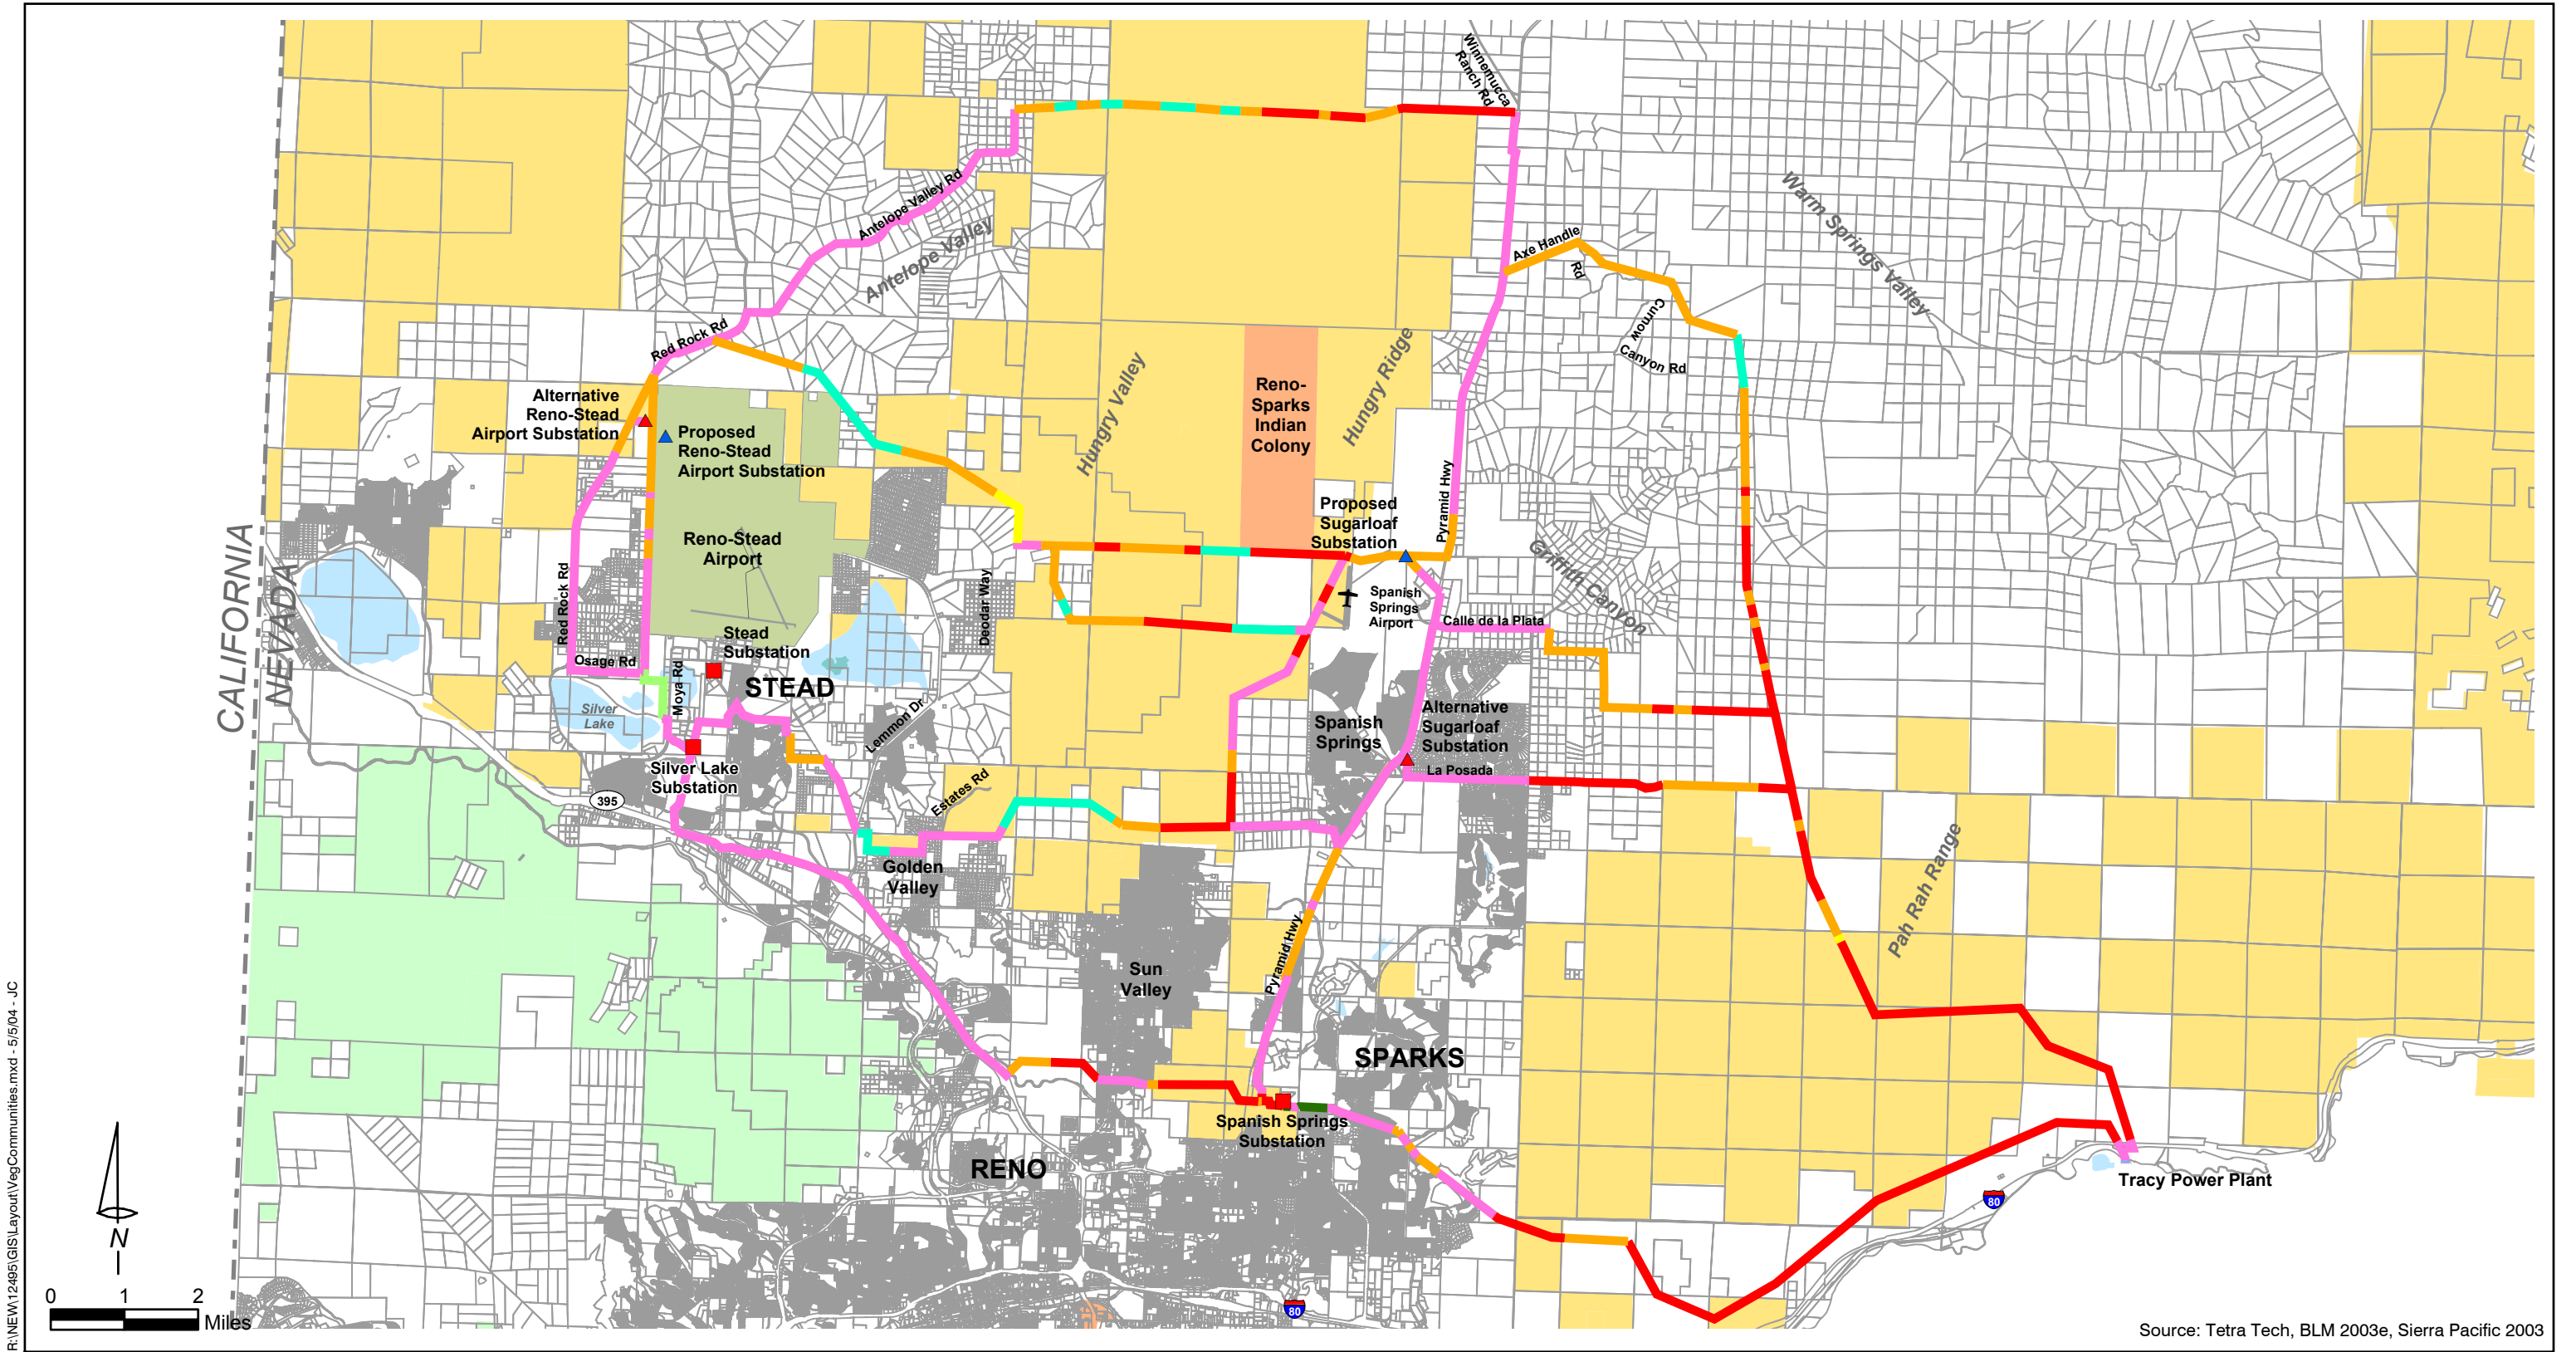 Winnemucca
Ranch Rd
Warm Springs Valley
Antelope Valley Rd
Antelope Valley
Axe Handle
Rd
Curnow
Canyon Rd
Red Rock Rd
Hungry Valley
Hungry Ridge
Reno-
Sparks
Indian
Colony
Alternative
Reno-Stead
Airport Substation
Proposed
Reno-Stead
Airport Substation
Proposed
Sugarloaf
Substation
Pyramid Hwy
Griffith Canyon
Reno-Stead
Airport
CALIFORNIA
NEVADA
Red Rock Rd
Deodar Way
Spanish
Springs
Airport
Calle de la Plata
Stead
Substation
Osage Rd
Moya Rd
STEAD
Silver
Lake
Lemmon Dr
Spanish
Springs
Alternative
Sugarloaf
Substation
La Posada
Silver Lake
Substation
395
Estates Rd
Golden
Valley
Pah Rah Range
Pyramid Hwy
Sun
Valley
SPARKS
Spanish Springs
Substation
RENO
Tracy Power Plant
80
80
N
0 1 2
Miles
Source: Tetra Tech, BLM 2003e, Sierra Pacific 2003
R:\NEW\12495\GIS\Layout\VegCommunities.mxd - 5/5/04 - JC